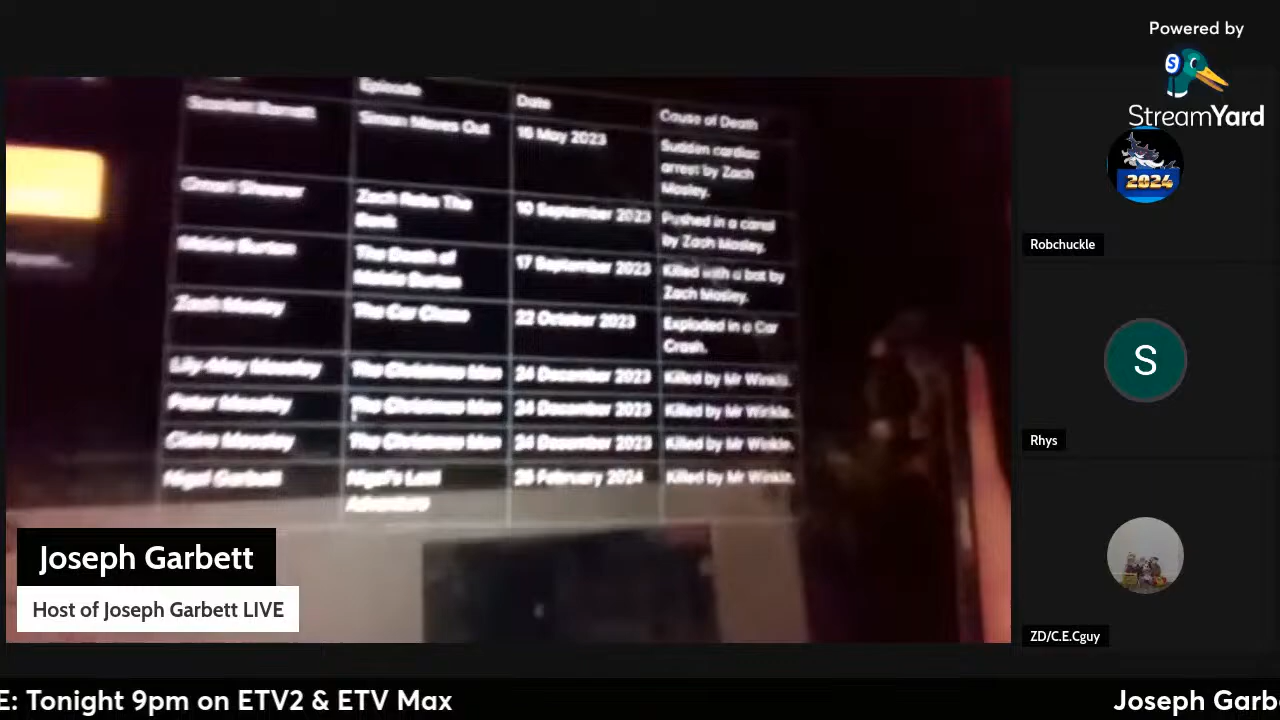 Powered by
StreamYard
2024
Episode Date Cause of Death
Simon Moves Out 16 May 2023 Sudden cardiac
arrest by Zach
Mosley.
Zach Robs The 10 September 2023 Pushed in a canal
Bank by Zach Mosley.
Maisie Burton The Death of 17 September 2023 Killed with a bat by
Maisie Burton Zach Mosley.
Zach Mosley The Car Chase 22 October 2023 Exploded in a Car
Crash.
The Christmas Man 24 December 2023 Killed by Mr Winkle.
The Christmas Man 24 December 2023 Killed by Mr Winkle.
The Christmas Man 24 December 2023 Killed by Mr Winkle.
Nigel Garbett Nigel's Last February 2024 Killed by Mr Winkle.
Adventure
Robchuckle
S
Rhys
ZD/C.E.Cguy
Joseph Garbett
Host of Joseph Garbett LIVE
E: Tonight 9pm on ETV2 & ETV Max
Joseph Garb